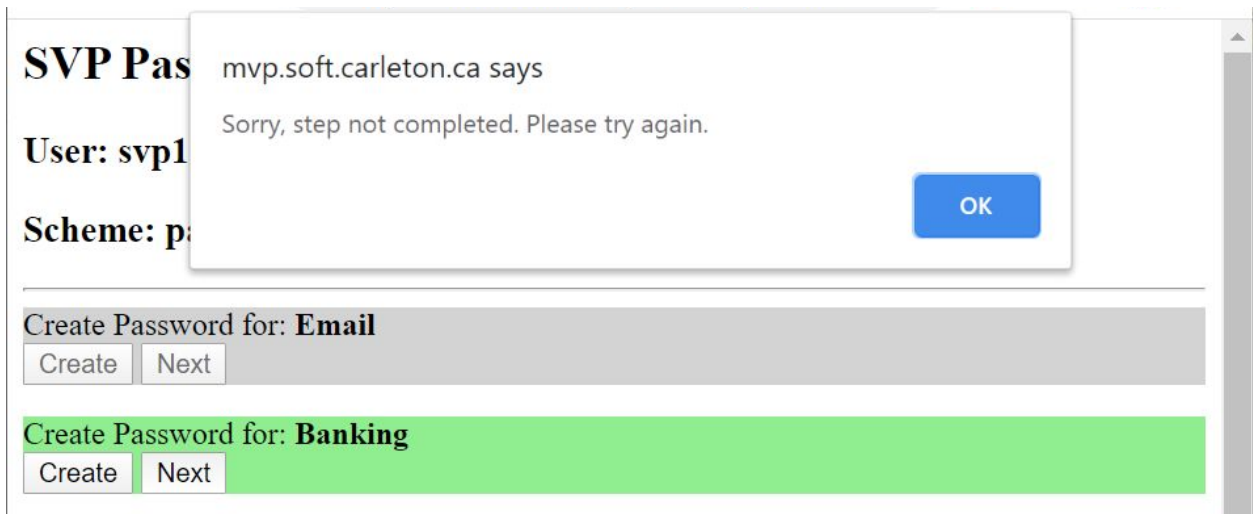 SVP Pas
mvp.soft.carleton.ca says
Sorry, step not completed. Please try again.
User: svp1
OK
Scheme: pa
Create Password for: Email
Create Next
Create Password for: Banking
Create Next